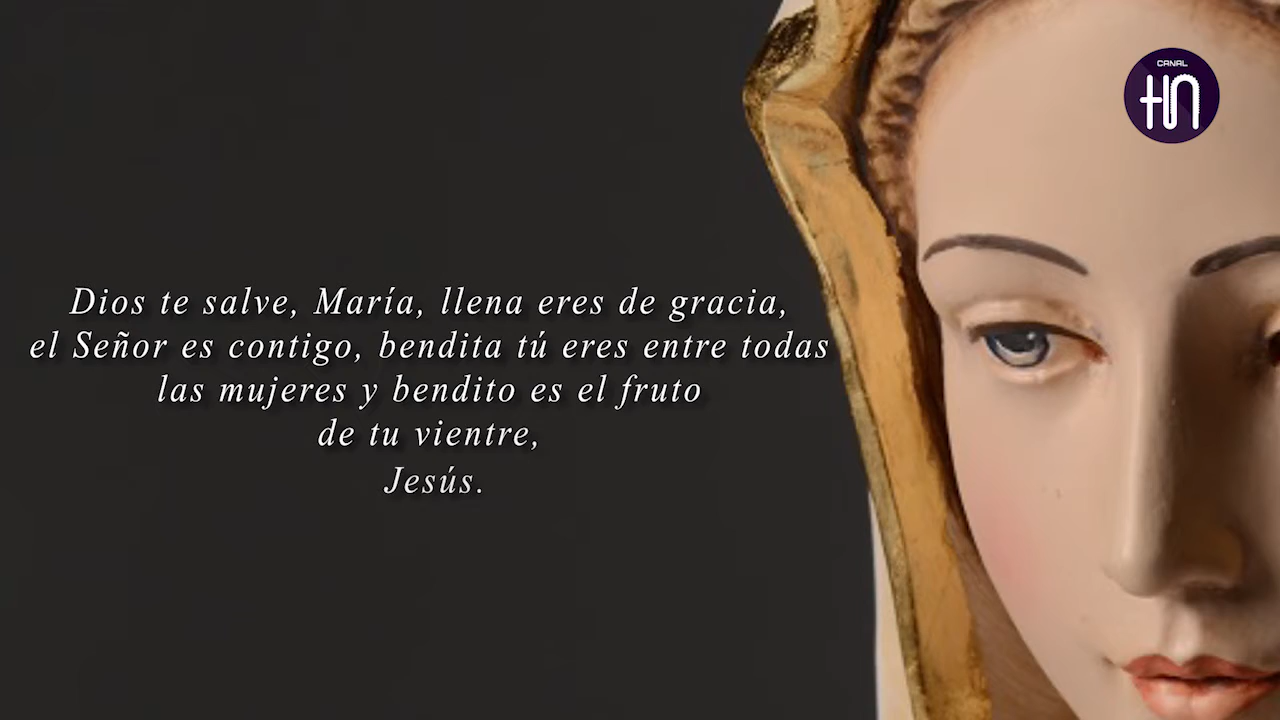 CANAL
HN
Dios te salve, María, llena eres de gracia,
el Señor es contigo, bendita tú eres entre todas
las mujeres y bendito es el fruto
de tu vientre,
Jesús.